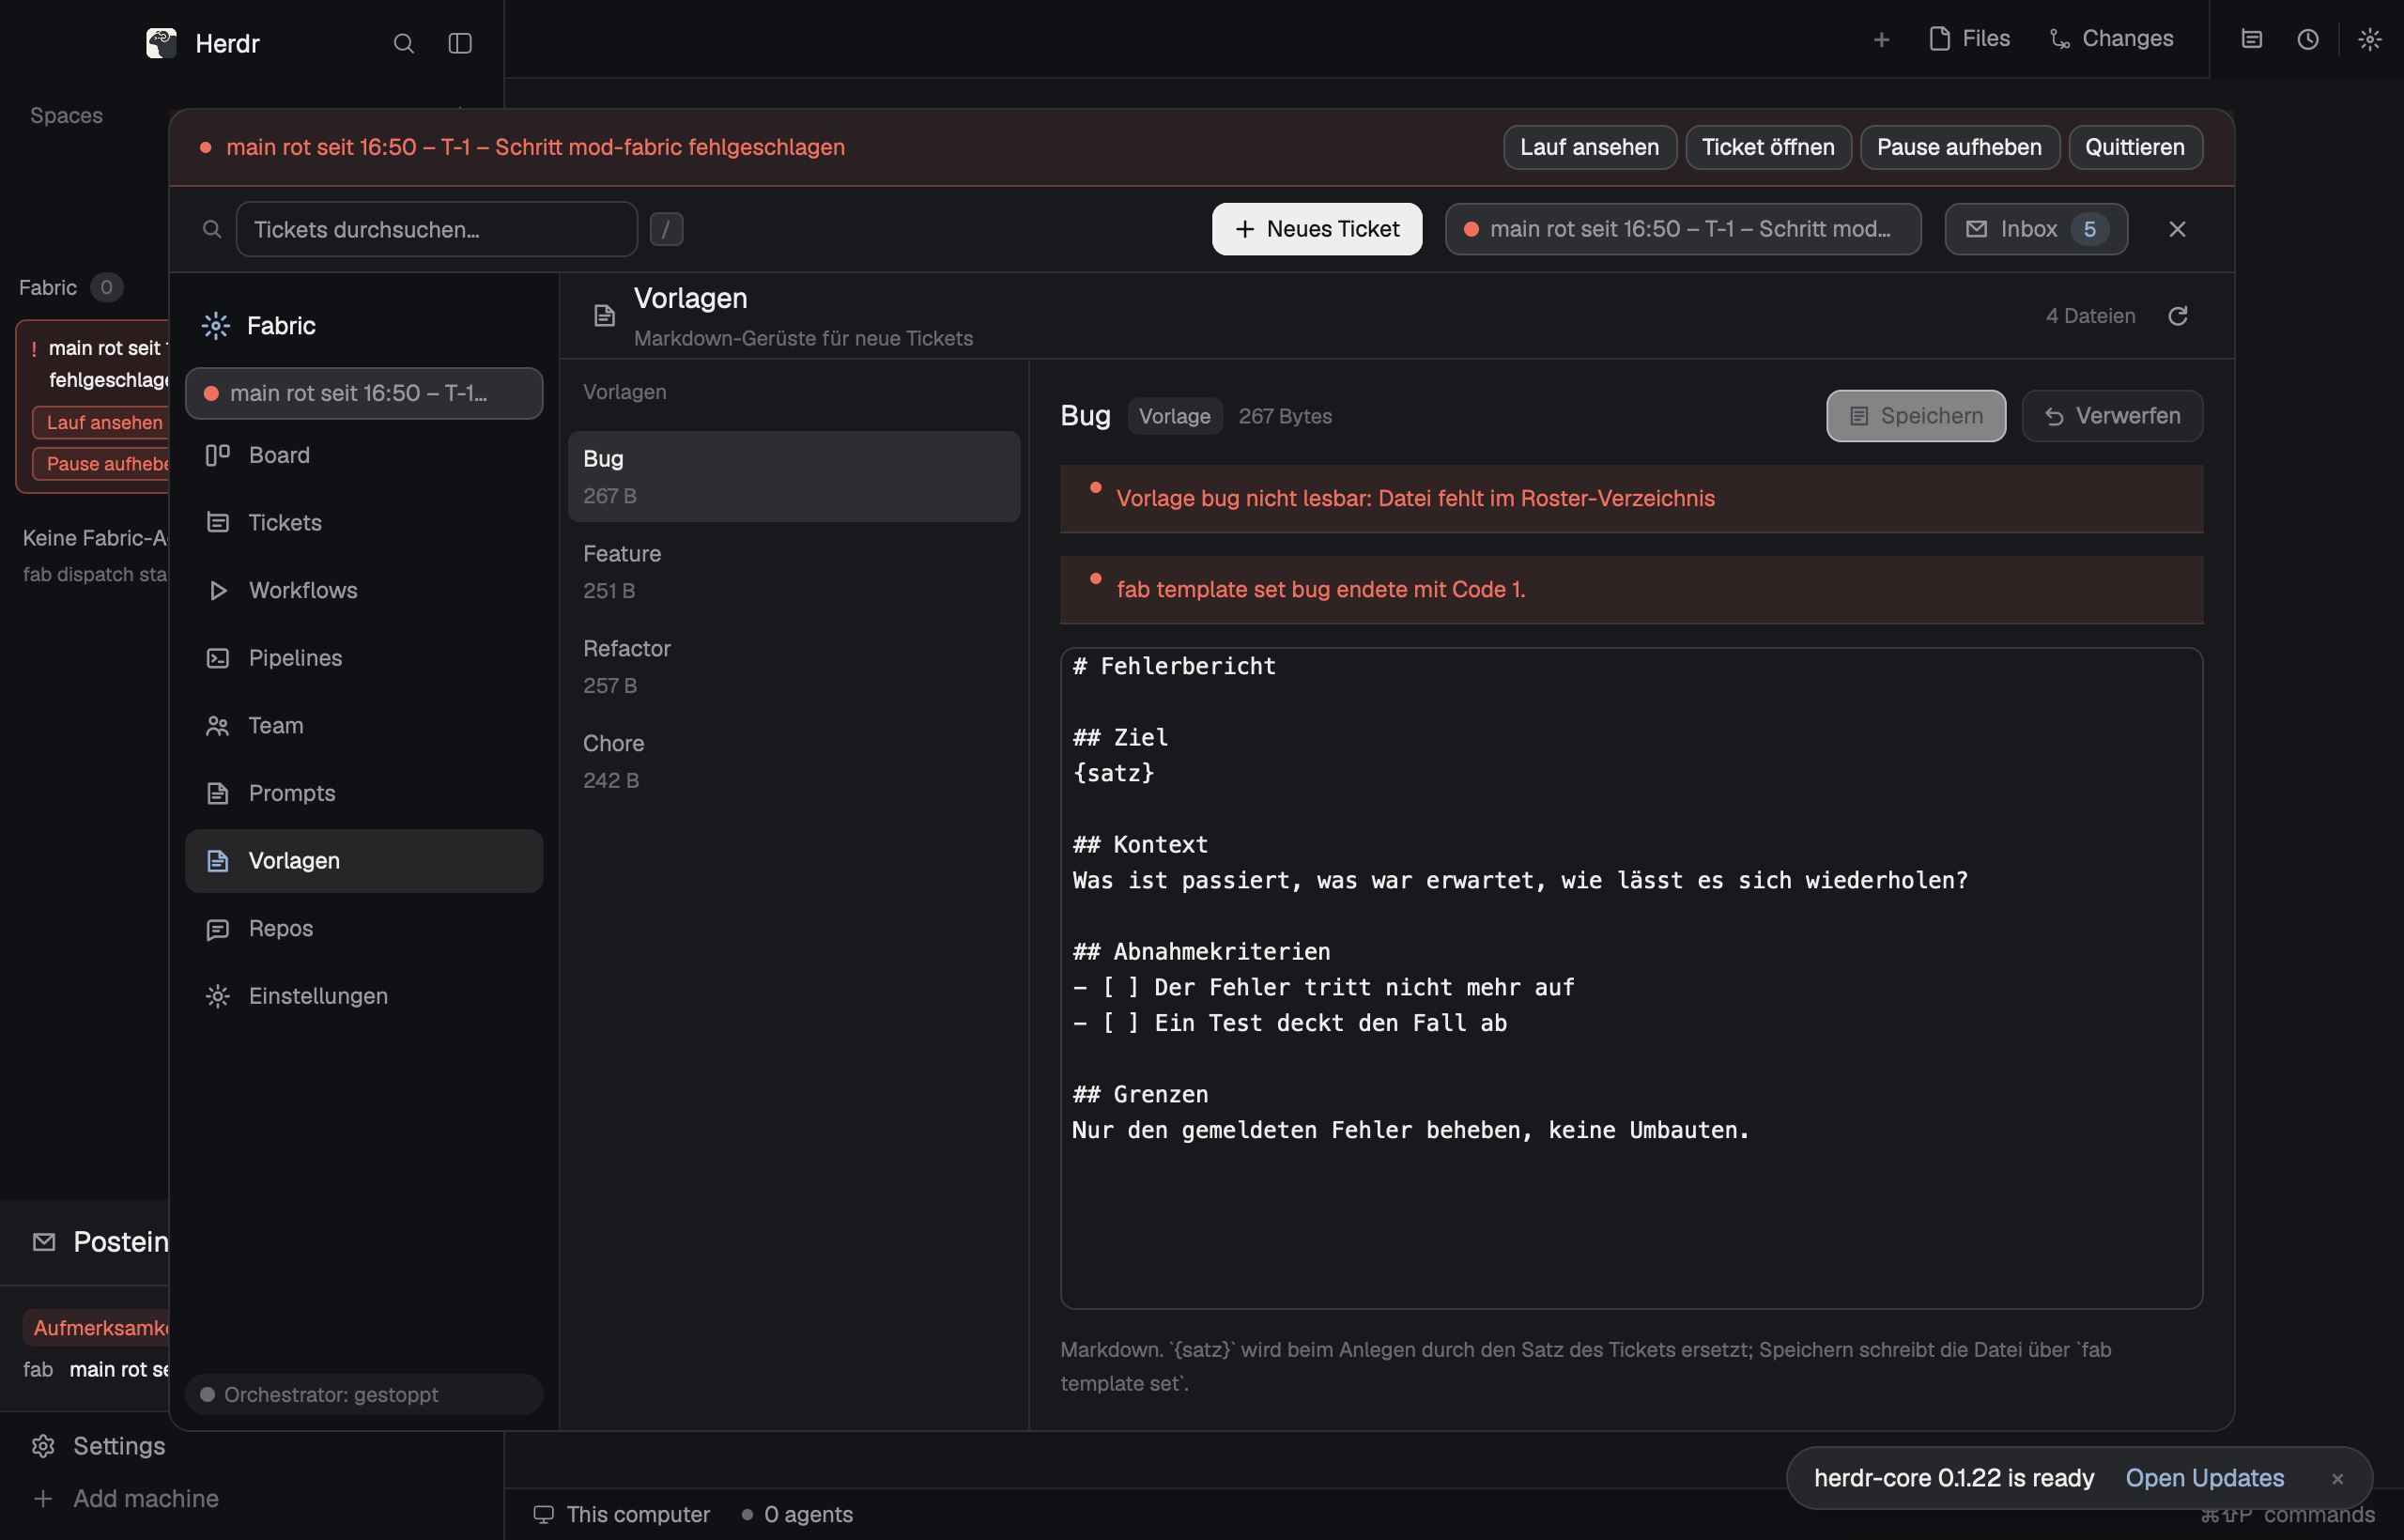 Herdr
+ Files Changes
Spaces
main rot seit 16:50 – T-1 – Schritt mod-fabric fehlgeschlagen
Lauf ansehen Ticket öffnen Pause aufheben Quittieren
Tickets durchsuchen... /
+ Neues Ticket
main rot seit 16:50 – T-1 – Schritt mod...
Inbox 5
Fabric 0
! main rot seit
fehlgeschlage
Lauf ansehen
Pause aufhebe
Keine Fabric-A
fab dispatch sta
Postein
Aufmerksamk
fab main rot se
Settings
+ Add machine
Fabric
main rot seit 16:50 – T-1...
Board
Tickets
Workflows
Pipelines
Team
Prompts
Vorlagen
Repos
Einstellungen
Orchestrator: gestoppt
Vorlagen
Markdown-Gerüste für neue Tickets
4 Dateien
Vorlagen
Bug
267 B
Feature
251 B
Refactor
257 B
Chore
242 B
Bug Vorlage 267 Bytes
Speichern Verwerfen
Vorlage bug nicht lesbar: Datei fehlt im Roster-Verzeichnis
fab template set bug endete mit Code 1.
# Fehlerbericht
## Ziel
{satz}
## Kontext
Was ist passiert, was war erwartet, wie lässt es sich wiederholen?
## Abnahmekriterien
– [ ] Der Fehler tritt nicht mehr auf
– [ ] Ein Test deckt den Fall ab
## Grenzen
Nur den gemeldeten Fehler beheben, keine Umbauten.
Markdown. `{satz}` wird beim Anlegen durch den Satz des Tickets ersetzt; Speichern schreibt die Datei über `fab
template set`.
herdr-core 0.1.22 is ready Open Updates ×
This computer 0 agents
⌘⇧P commands